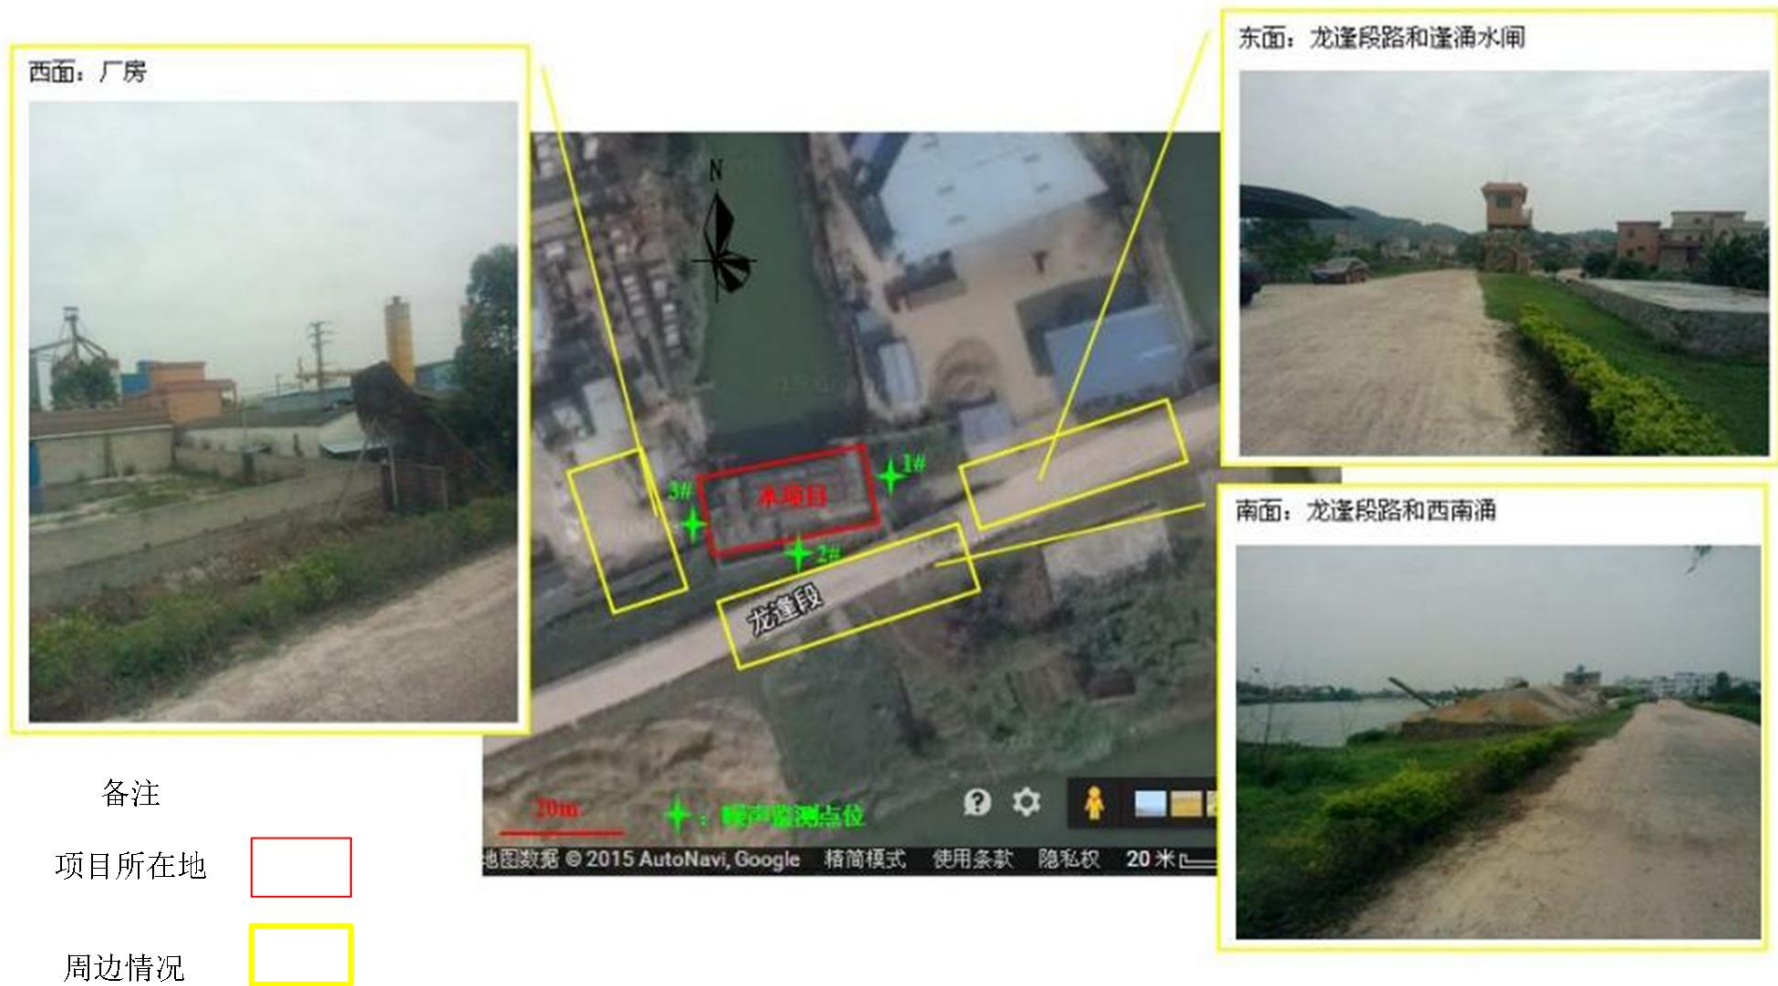 西面：厂房
东面：龙逢段路和逢涌水闸
N
1#
3#
本项目
2#
南面：龙逢段路和西南涌
龙逢段
备注
20m
：噪声监测点位
项目所在地
地图数据 © 2015 AutoNavi, Google 精简模式 使用条款 隐私权 20 米
周边情况